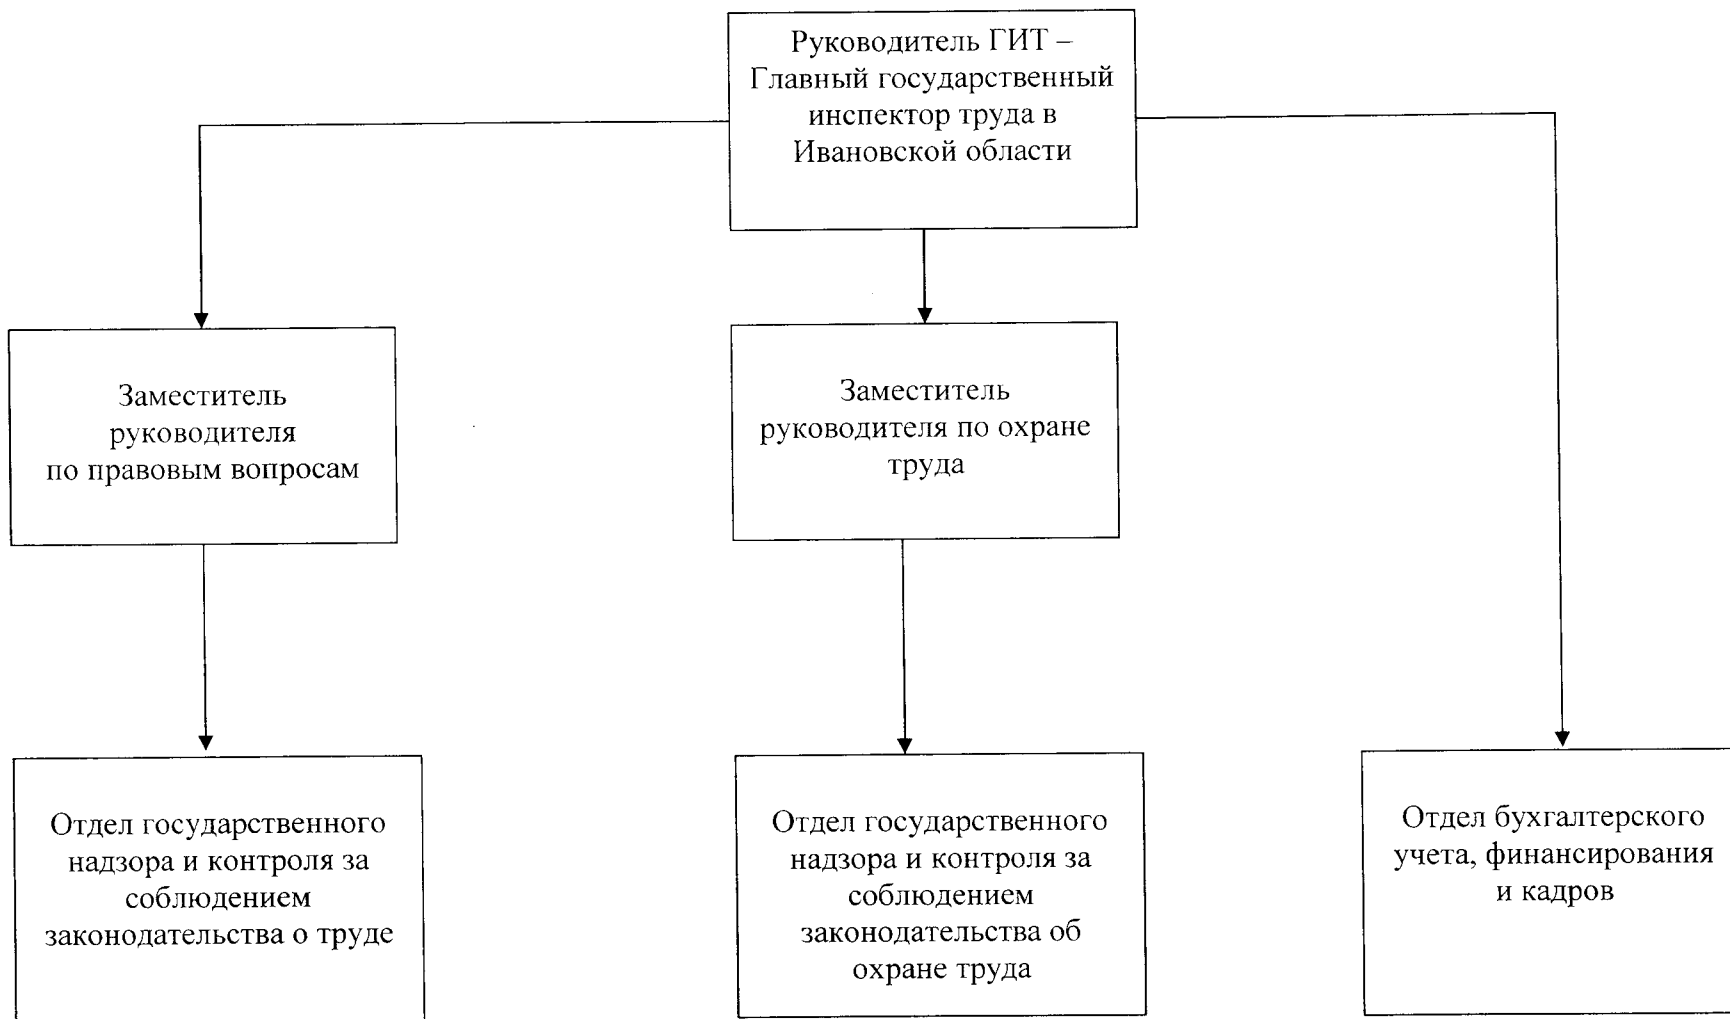 Руководитель ГИТ –
Главный государственный
инспектор труда в
Ивановской области
Заместитель
руководителя
по правовым вопросам
Заместитель
руководителя по охране
труда
Отдел государственного
надзора и контроля за
соблюдением
законодательства о труде
Отдел государственного
надзора и контроля за
соблюдением
законодательства об
охране труда
Отдел бухгалтерского
учета, финансирования
и кадров